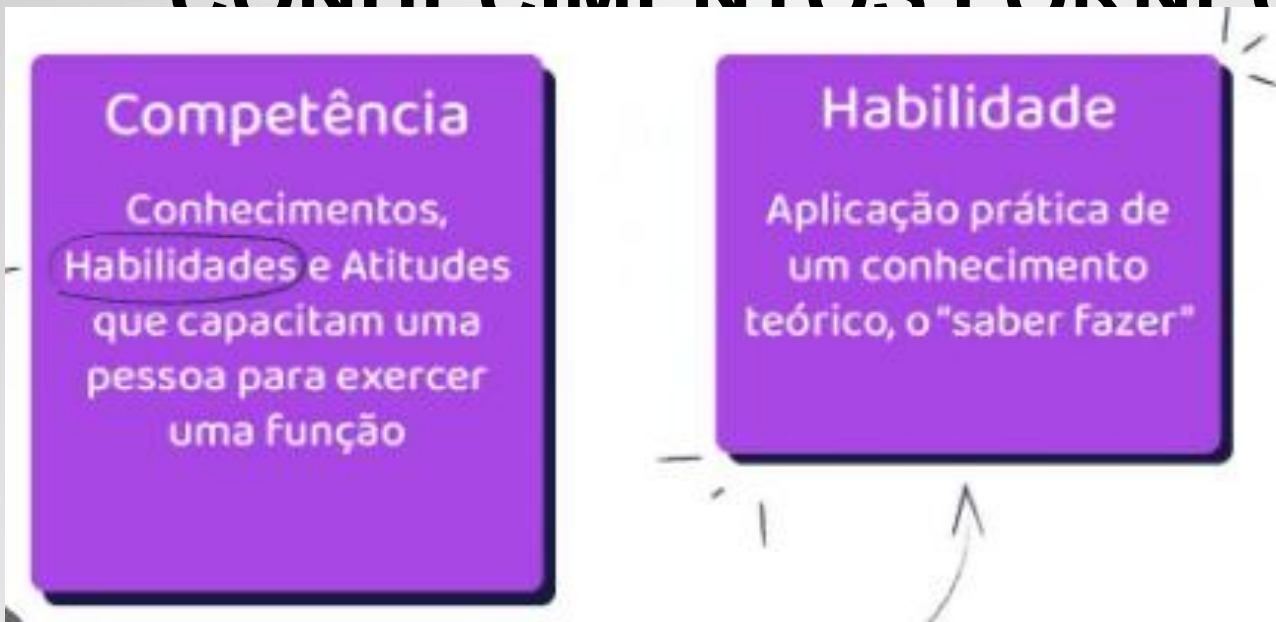 Competência
Conhecimentos,
Habilidades e Atitudes
que capacitam uma
pessoa para exercer
uma função
Habilidade
Aplicação prática de
um conhecimento
teórico, o "saber fazer"